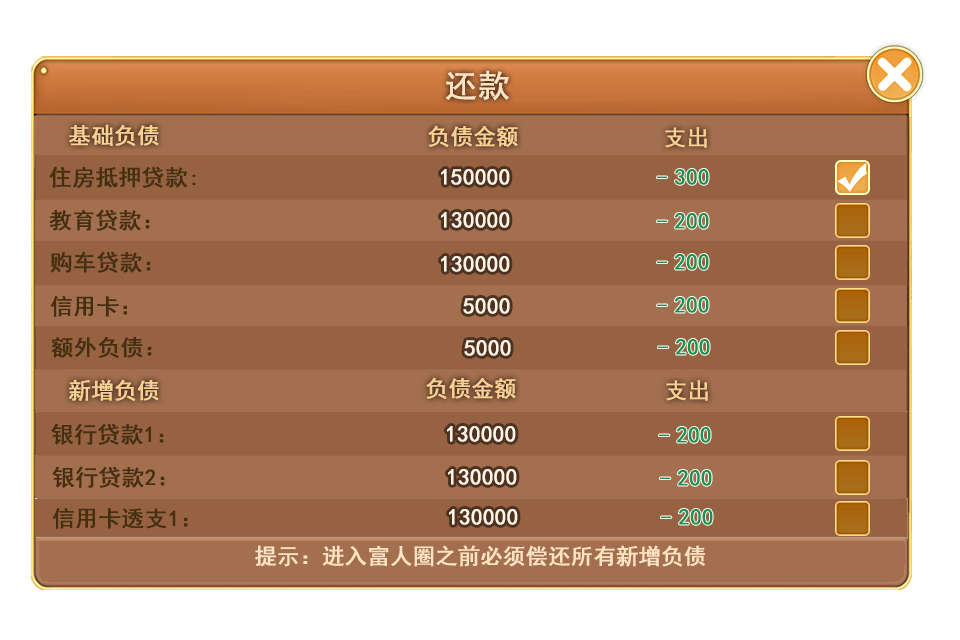 还款
基础负债 负债金额 支出
住房抵押贷款: 150000 -300
教育贷款: 130000 -200
购车贷款: 130000 -200
信用卡: 5000 -200
额外负债: 5000 -200
新增负债 负债金额 支出
银行贷款1: 130000 -200
银行贷款2: 130000 -200
信用卡透支1: 130000 -200
提示：进入富人圈之前必须偿还所有新增负债